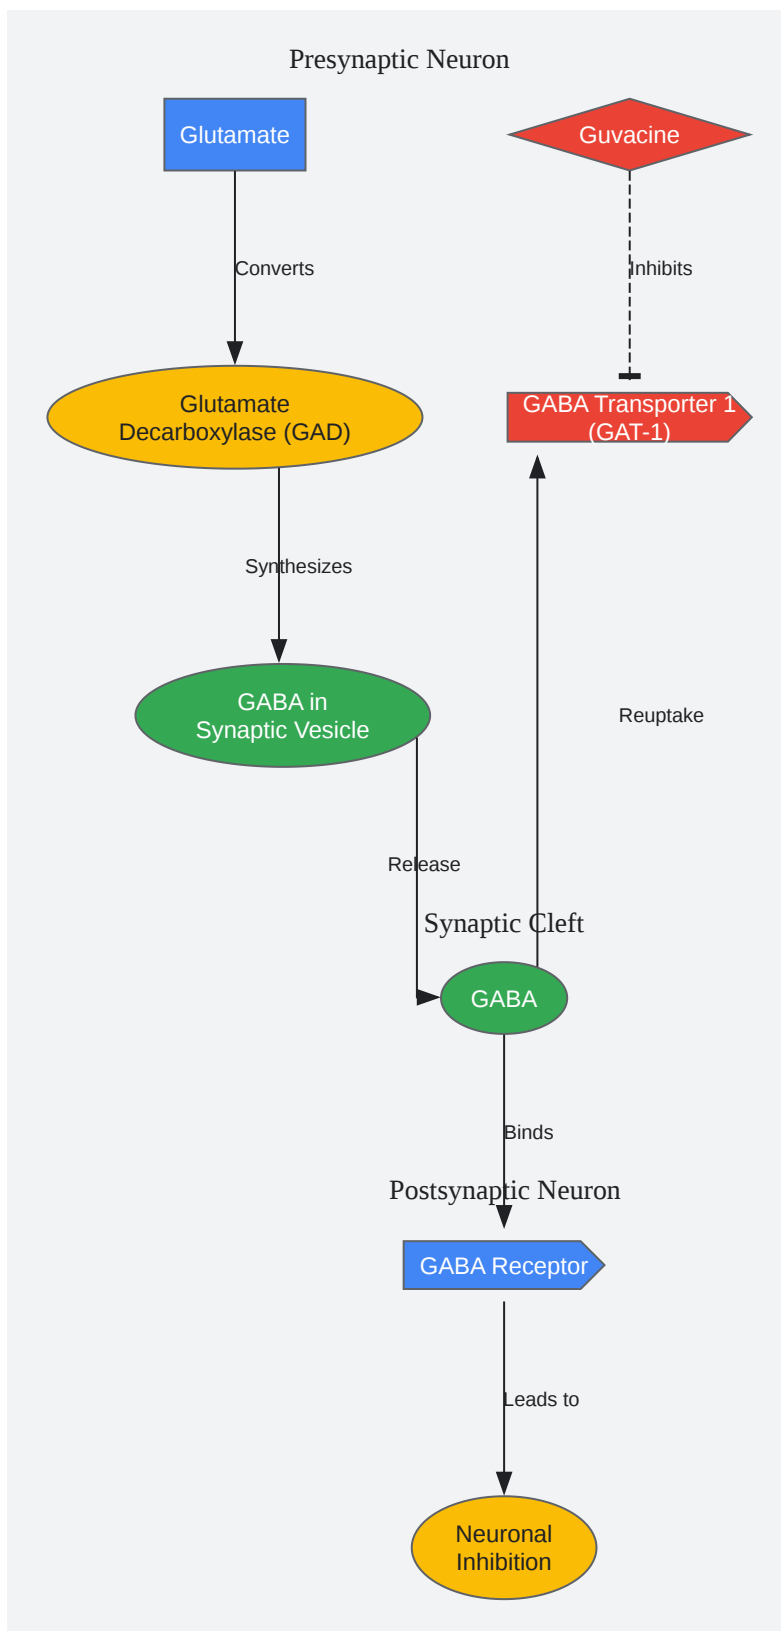 Presynaptic Neuron
Glutamate
Guvacine
Converts
Inhibits
Glutamate
Decarboxylase (GAD)
GABA Transporter 1
(GAT-1)
Synthesizes
GABA in
Synaptic Vesicle
Reuptake
Release
Synaptic Cleft
GABA
Binds
Postsynaptic Neuron
GABA Receptor
Leads to
Neuronal
Inhibition